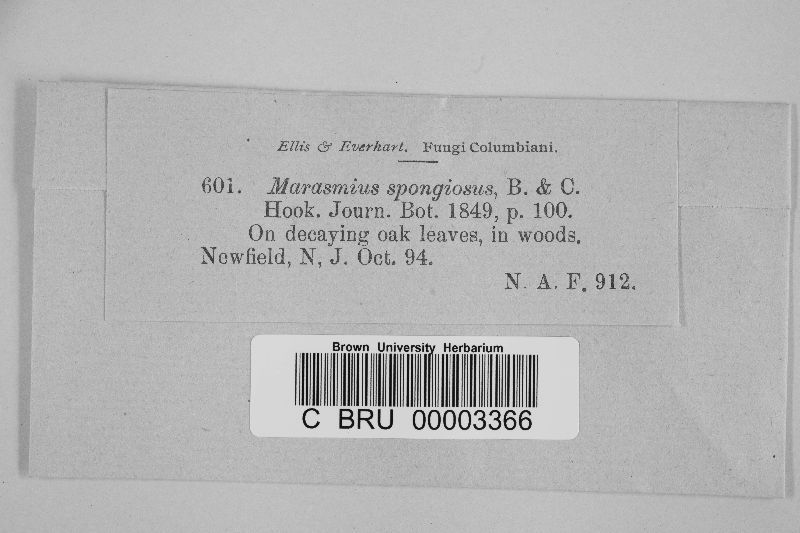 Ellis & Everhart. Fungi Columbiani.
601. Marasmius spongiosus, B. & C.
Hook. Journ. Bot. 1849, p. 100.
On decaying oak leaves, in woods.
Newfield, N, J. Oct. 94.
N. A. F. 912.
Brown University Herbarium
C BRU 00003366